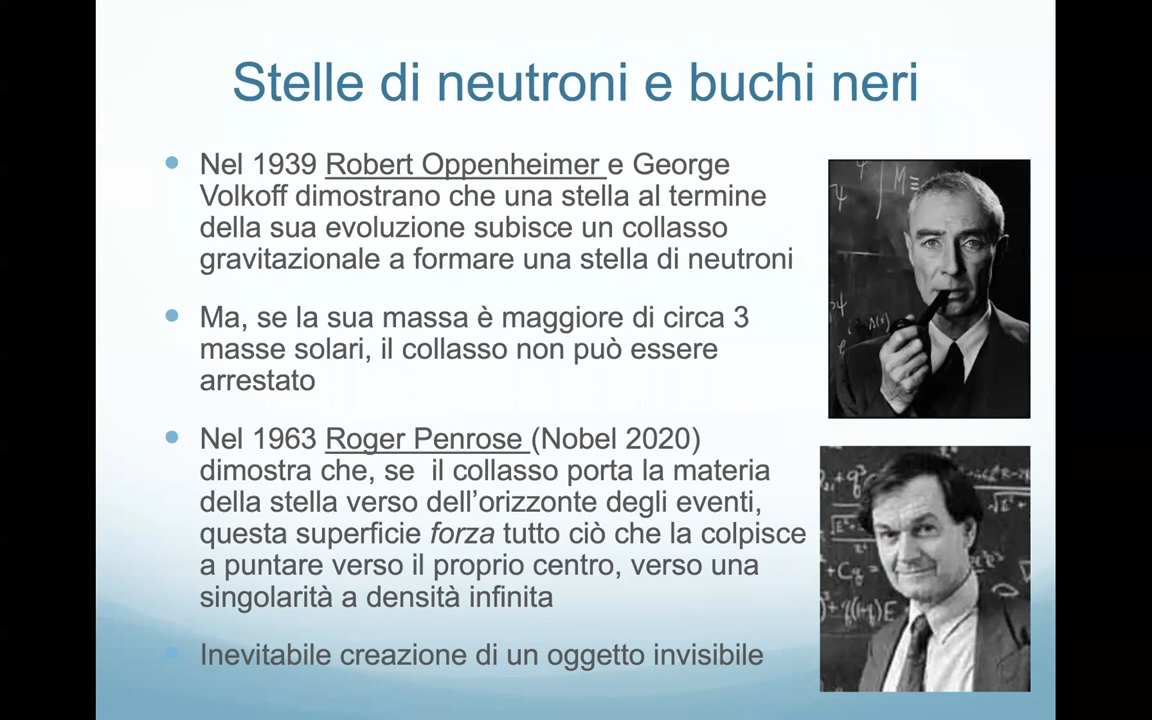 Stelle di neutroni e buchi neri
Nel 1939 Robert Oppenheimer e George
Volkoff dimostrano che una stella al termine
della sua evoluzione subisce un collasso
gravitazionale a formare una stella di neutroni
Ma, se la sua massa è maggiore di circa 3
masse solari, il collasso non può essere
arrestato
Nel 1963 Roger Penrose (Nobel 2020)
dimostra che, se  il collasso porta la materia
della stella verso dell’orizzonte degli eventi,
questa superficie forza tutto ciò che la colpisce
a puntare verso il proprio centro, verso una
singolarità a densità infinita
Inevitabile creazione di un oggetto invisibile